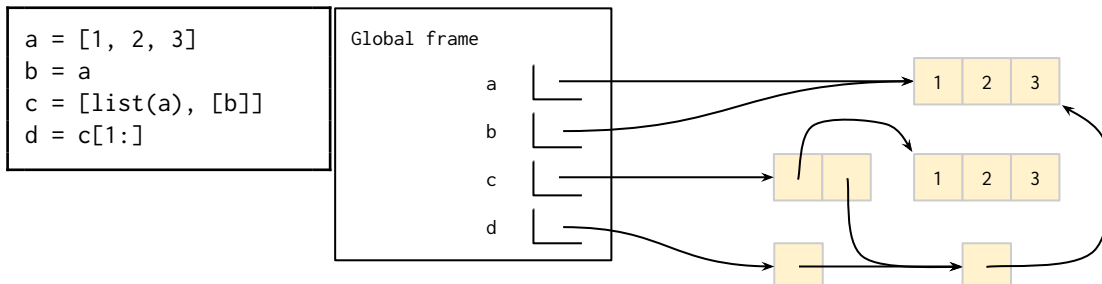 a = [1, 2, 3]
b = a
c = [list(a), [b]]
d = c[1:]
Global frame
a
b
c
d
1 2 3
1 2 3